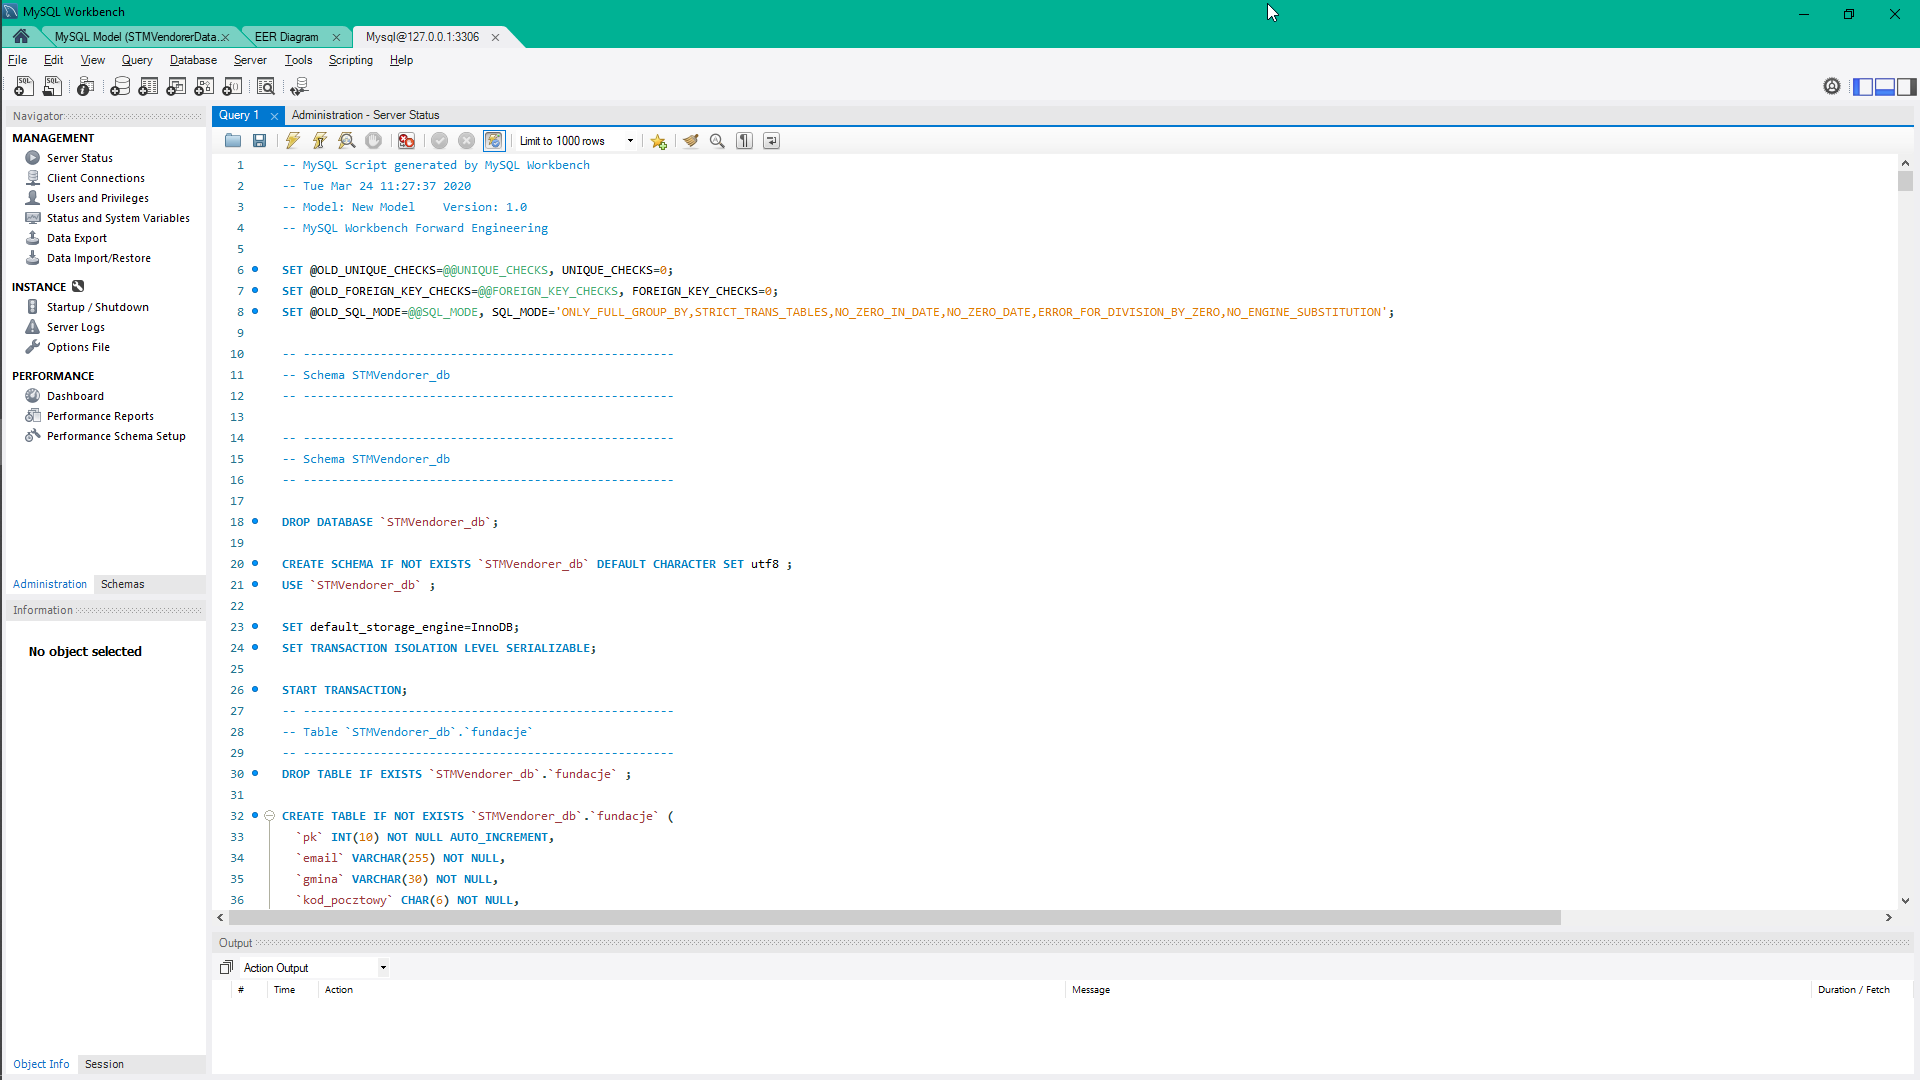 MySQL Workbench
MySQL Model (STMVendorerData... EER Diagram Mysql@127.0.0.1:3306
File Edit View Query Database Server Tools Scripting Help
Navigator
MANAGEMENT
Server Status
Client Connections
Users and Privileges
Status and System Variables
Data Export
Data Import/Restore
INSTANCE
Startup / Shutdown
Server Logs
Options File
PERFORMANCE
Dashboard
Performance Reports
Performance Schema Setup
Administration Schemas
Information
No object selected
Object Info Session
Query 1 Administration - Server Status
Limit to 1000 rows
1 -- MySQL Script generated by MySQL Workbench
2 -- Tue Mar 24 11:27:37 2020
3 -- Model: New Model    Version: 1.0
4 -- MySQL Workbench Forward Engineering
5
6 SET @OLD_UNIQUE_CHECKS=@@UNIQUE_CHECKS, UNIQUE_CHECKS=0;
7 SET @OLD_FOREIGN_KEY_CHECKS=@@FOREIGN_KEY_CHECKS, FOREIGN_KEY_CHECKS=0;
8 SET @OLD_SQL_MODE=@@SQL_MODE, SQL_MODE='ONLY_FULL_GROUP_BY,STRICT_TRANS_TABLES,NO_ZERO_IN_DATE,NO_ZERO_DATE,ERROR_FOR_DIVISION_BY_ZERO,NO_ENGINE_SUBSTITUTION';
9
10 -- -----------------------------------------------------
11 -- Schema STMVendorer_db
12 -- -----------------------------------------------------
13
14 -- -----------------------------------------------------
15 -- Schema STMVendorer_db
16 -- -----------------------------------------------------
17
18 DROP DATABASE `STMVendorer_db`;
19
20 CREATE SCHEMA IF NOT EXISTS `STMVendorer_db` DEFAULT CHARACTER SET utf8 ;
21 USE `STMVendorer_db` ;
22
23 SET default_storage_engine=InnoDB;
24 SET TRANSACTION ISOLATION LEVEL SERIALIZABLE;
25
26 START TRANSACTION;
27 -- -----------------------------------------------------
28 -- Table `STMVendorer_db`.`fundacje`
29 -- -----------------------------------------------------
30 DROP TABLE IF EXISTS `STMVendorer_db`.`fundacje` ;
31
32 CREATE TABLE IF NOT EXISTS `STMVendorer_db`.`fundacje` (
33 `pk` INT(10) NOT NULL AUTO_INCREMENT,
34 `email` VARCHAR(255) NOT NULL,
35 `gmina` VARCHAR(30) NOT NULL,
36 `kod_pocztowy` CHAR(6) NOT NULL,
Output
Action Output
# Time Action Message Duration / Fetch